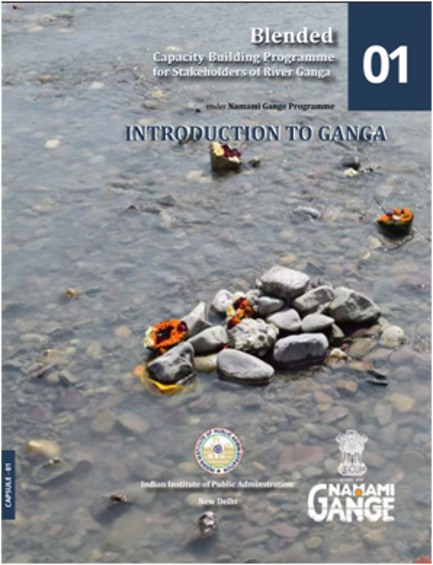 Blended
Capacity Building Programme
for Stakeholders of River Ganga
01
under Namami Gange Programme
INTRODUCTION TO GANGA
CAPSULE - 01
Indian Institute of Public Administration
New Delhi
NAMAMI
GANGE